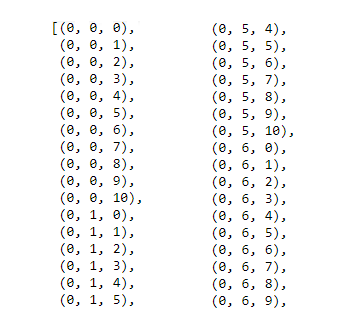 [(0, 0, 0),
(0, 0, 1),
(0, 0, 2),
(0, 0, 3),
(0, 0, 4),
(0, 0, 5),
(0, 0, 6),
(0, 0, 7),
(0, 0, 8),
(0, 0, 9),
(0, 0, 10),
(0, 1, 0),
(0, 1, 1),
(0, 1, 2),
(0, 1, 3),
(0, 1, 4),
(0, 1, 5),
(0, 5, 4),
(0, 5, 5),
(0, 5, 6),
(0, 5, 7),
(0, 5, 8),
(0, 5, 9),
(0, 5, 10),
(0, 6, 0),
(0, 6, 1),
(0, 6, 2),
(0, 6, 3),
(0, 6, 4),
(0, 6, 5),
(0, 6, 6),
(0, 6, 7),
(0, 6, 8),
(0, 6, 9),